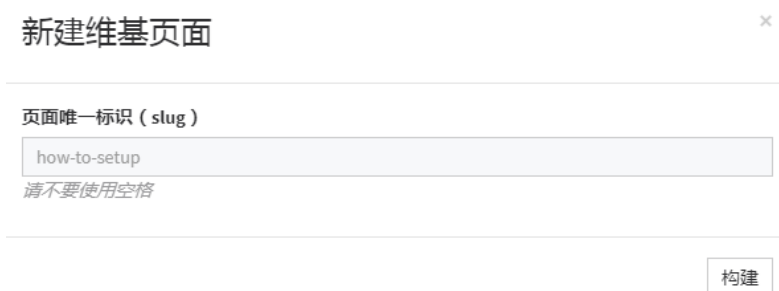 新建维基页面
×
页面唯一标识（slug）
how-to-setup
请不要使用空格
构建